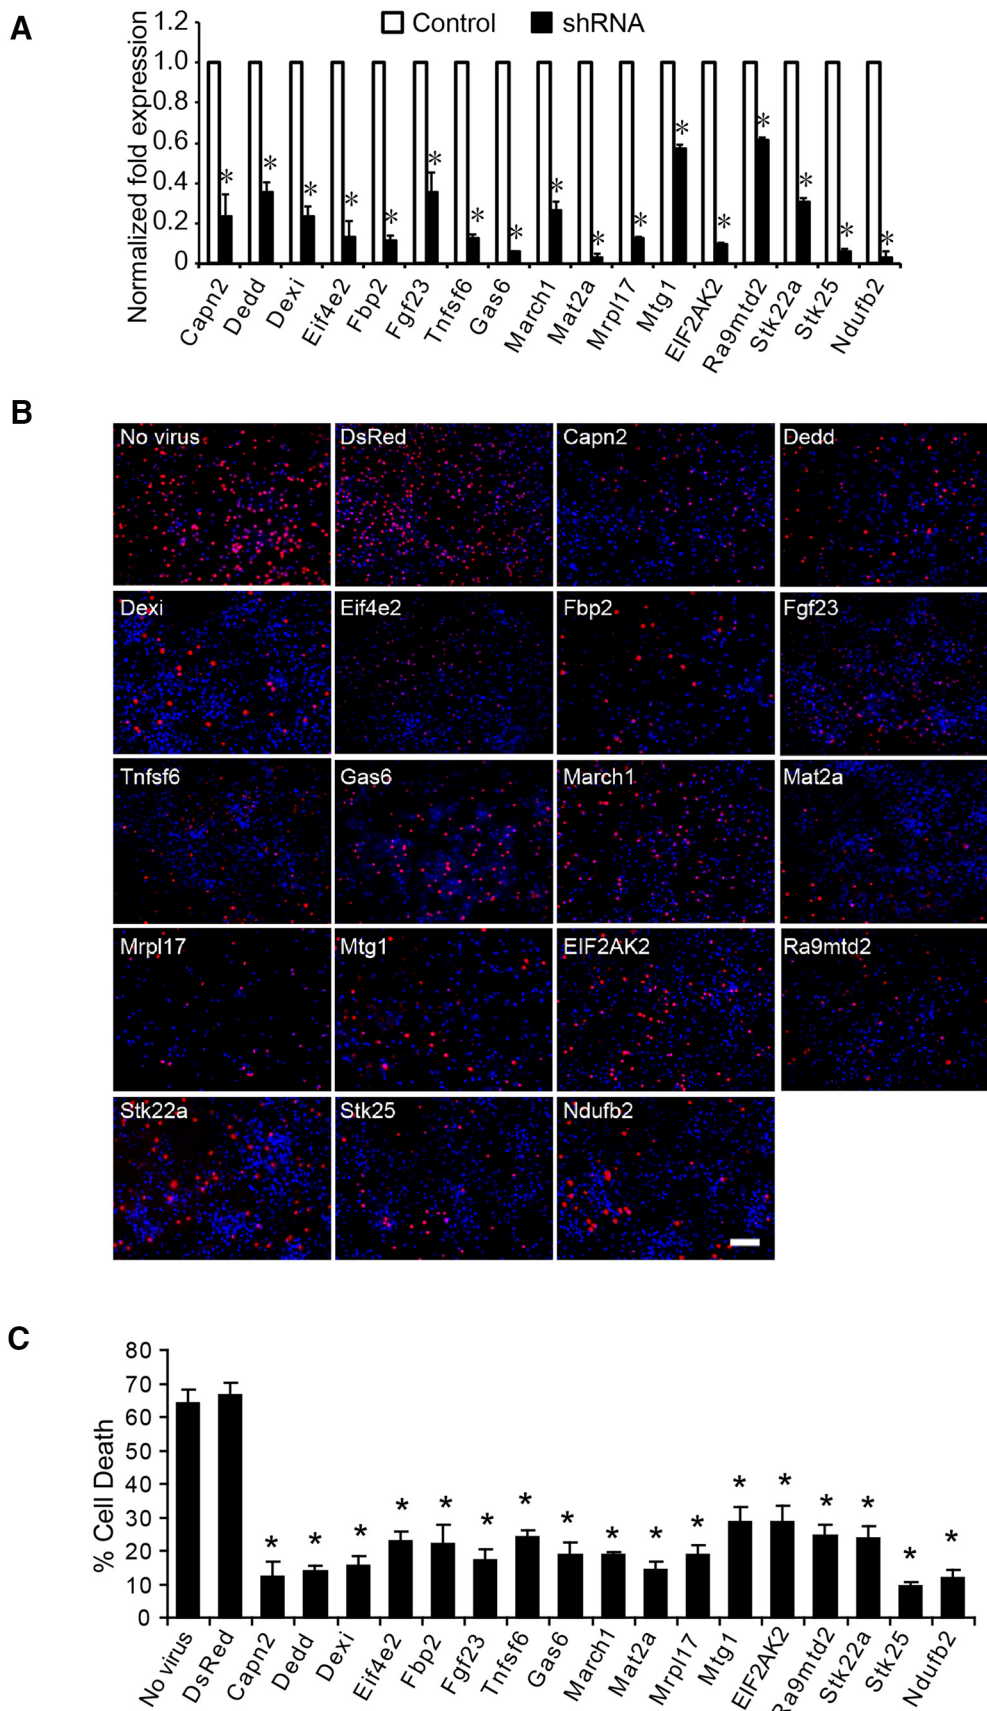 A
Control shRNA
Normalized fold expression
1.2
1.0
0.8
0.6
0.4
0.2
0
* * * * * * * * * * * * * * * * *
Capn2 Dedd Dexi Eif4e2 Fbp2 Fgf23 Tnfsf6 Gas6 March1 Mat2a Mrpl17 Mtg1 EIF2AK2 Ra9mtd2 Stk22a Stk25 Ndufb2
B
No virus DsRed Capn2 Dedd
Dexi Eif4e2 Fbp2 Fgf23
Tnfsf6 Gas6 March1 Mat2a
Mrpl17 Mtg1 EIF2AK2 Ra9mtd2
Stk22a Stk25 Ndufb2
C
% Cell Death
80
70
60
50
40
30
20
10
0
* * * * * * * * * * * * * * * * *
No virus DsRed Capn2 Dedd Dexi Eif4e2 Fbp2 Fgf23 Tnfsf6 Gas6 March1 Mat2a Mrpl17 Mtg1 EIF2AK2 Ra9mtd2 Stk22a Stk25 Ndufb2